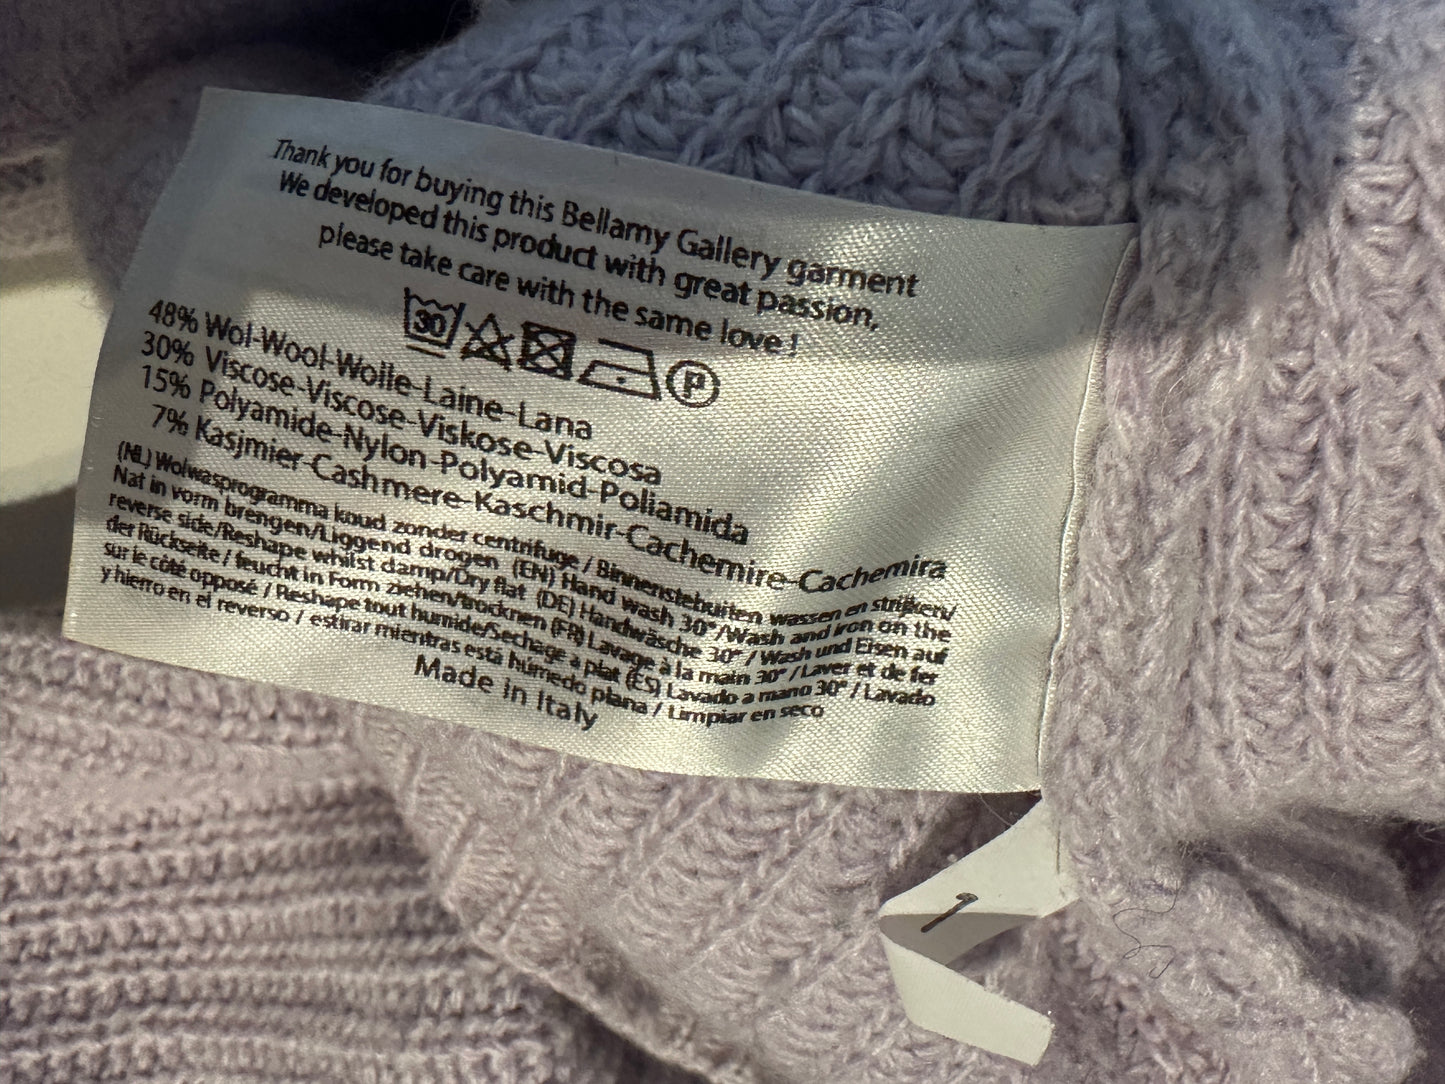 Thank you for buying this Bellamy Gallery garment
We developed this product with great passion,
please take care with the same love !
30 P
48% Wol-Wool-Wolle-Laine-Lana
30% Viscose-Viscose-Viskose-Viscosa
15% Polyamide-Nylon-Polyamid-Poliamida
7% Kasjmier-Cashmere-Kaschmir-Cachemire-Cachemira
(NL) Wolwasprogramma koud zonder centrifuge / Binnenstebuiten wassen en strijken/
Nat in vorm brengen/Liggend drogen (EN) Hand wash 30°/Wash and iron on the
reverse side/Reshape whilst damp/Dry flat (DE) Handwäsche 30° / Wash und Eisen auf
der Rückseite / feucht in Form ziehen/trocknen (FR) Lavage à la main 30° / Laver et de fer
sur le côté opposé / Reshape tout humide/Sechage a plat (ES) Lavado a mano 30° / Lavado
y hierro en el reverso / estirar mientras está húmedo plana / Limpiar en seco
Made in Italy